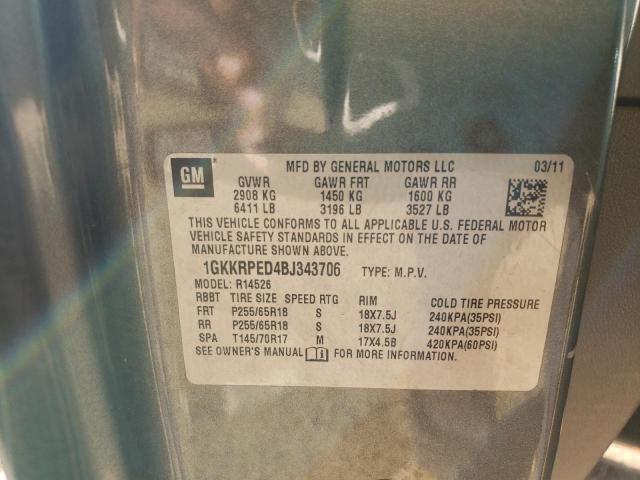 GM
MFD BY GENERAL MOTORS LLC 03/11
GVWR GAWR FRT GAWR RR
2908 KG 1450 KG 1600 KG
6411 LB 3196 LB 3527 LB
THIS VEHICLE CONFORMS TO ALL APPLICABLE U.S. FEDERAL MOTOR
VEHICLE SAFETY STANDARDS IN EFFECT ON THE DATE OF
MANUFACTURE SHOWN ABOVE.
1GKKRPED4BJ343706 TYPE: M.P.V.
MODEL: R14526
RBBT TIRE SIZE SPEED RTG RIM COLD TIRE PRESSURE
FRT P255/65R18 S 18X7.5J 240KPA(35PSI)
RR P255/65R18 S 18X7.5J 240KPA(35PSI)
SPA T145/70R17 M 17X4.5B 420KPA(60PSI)
SEE OWNER'S MANUAL FOR MORE INFORMATION.